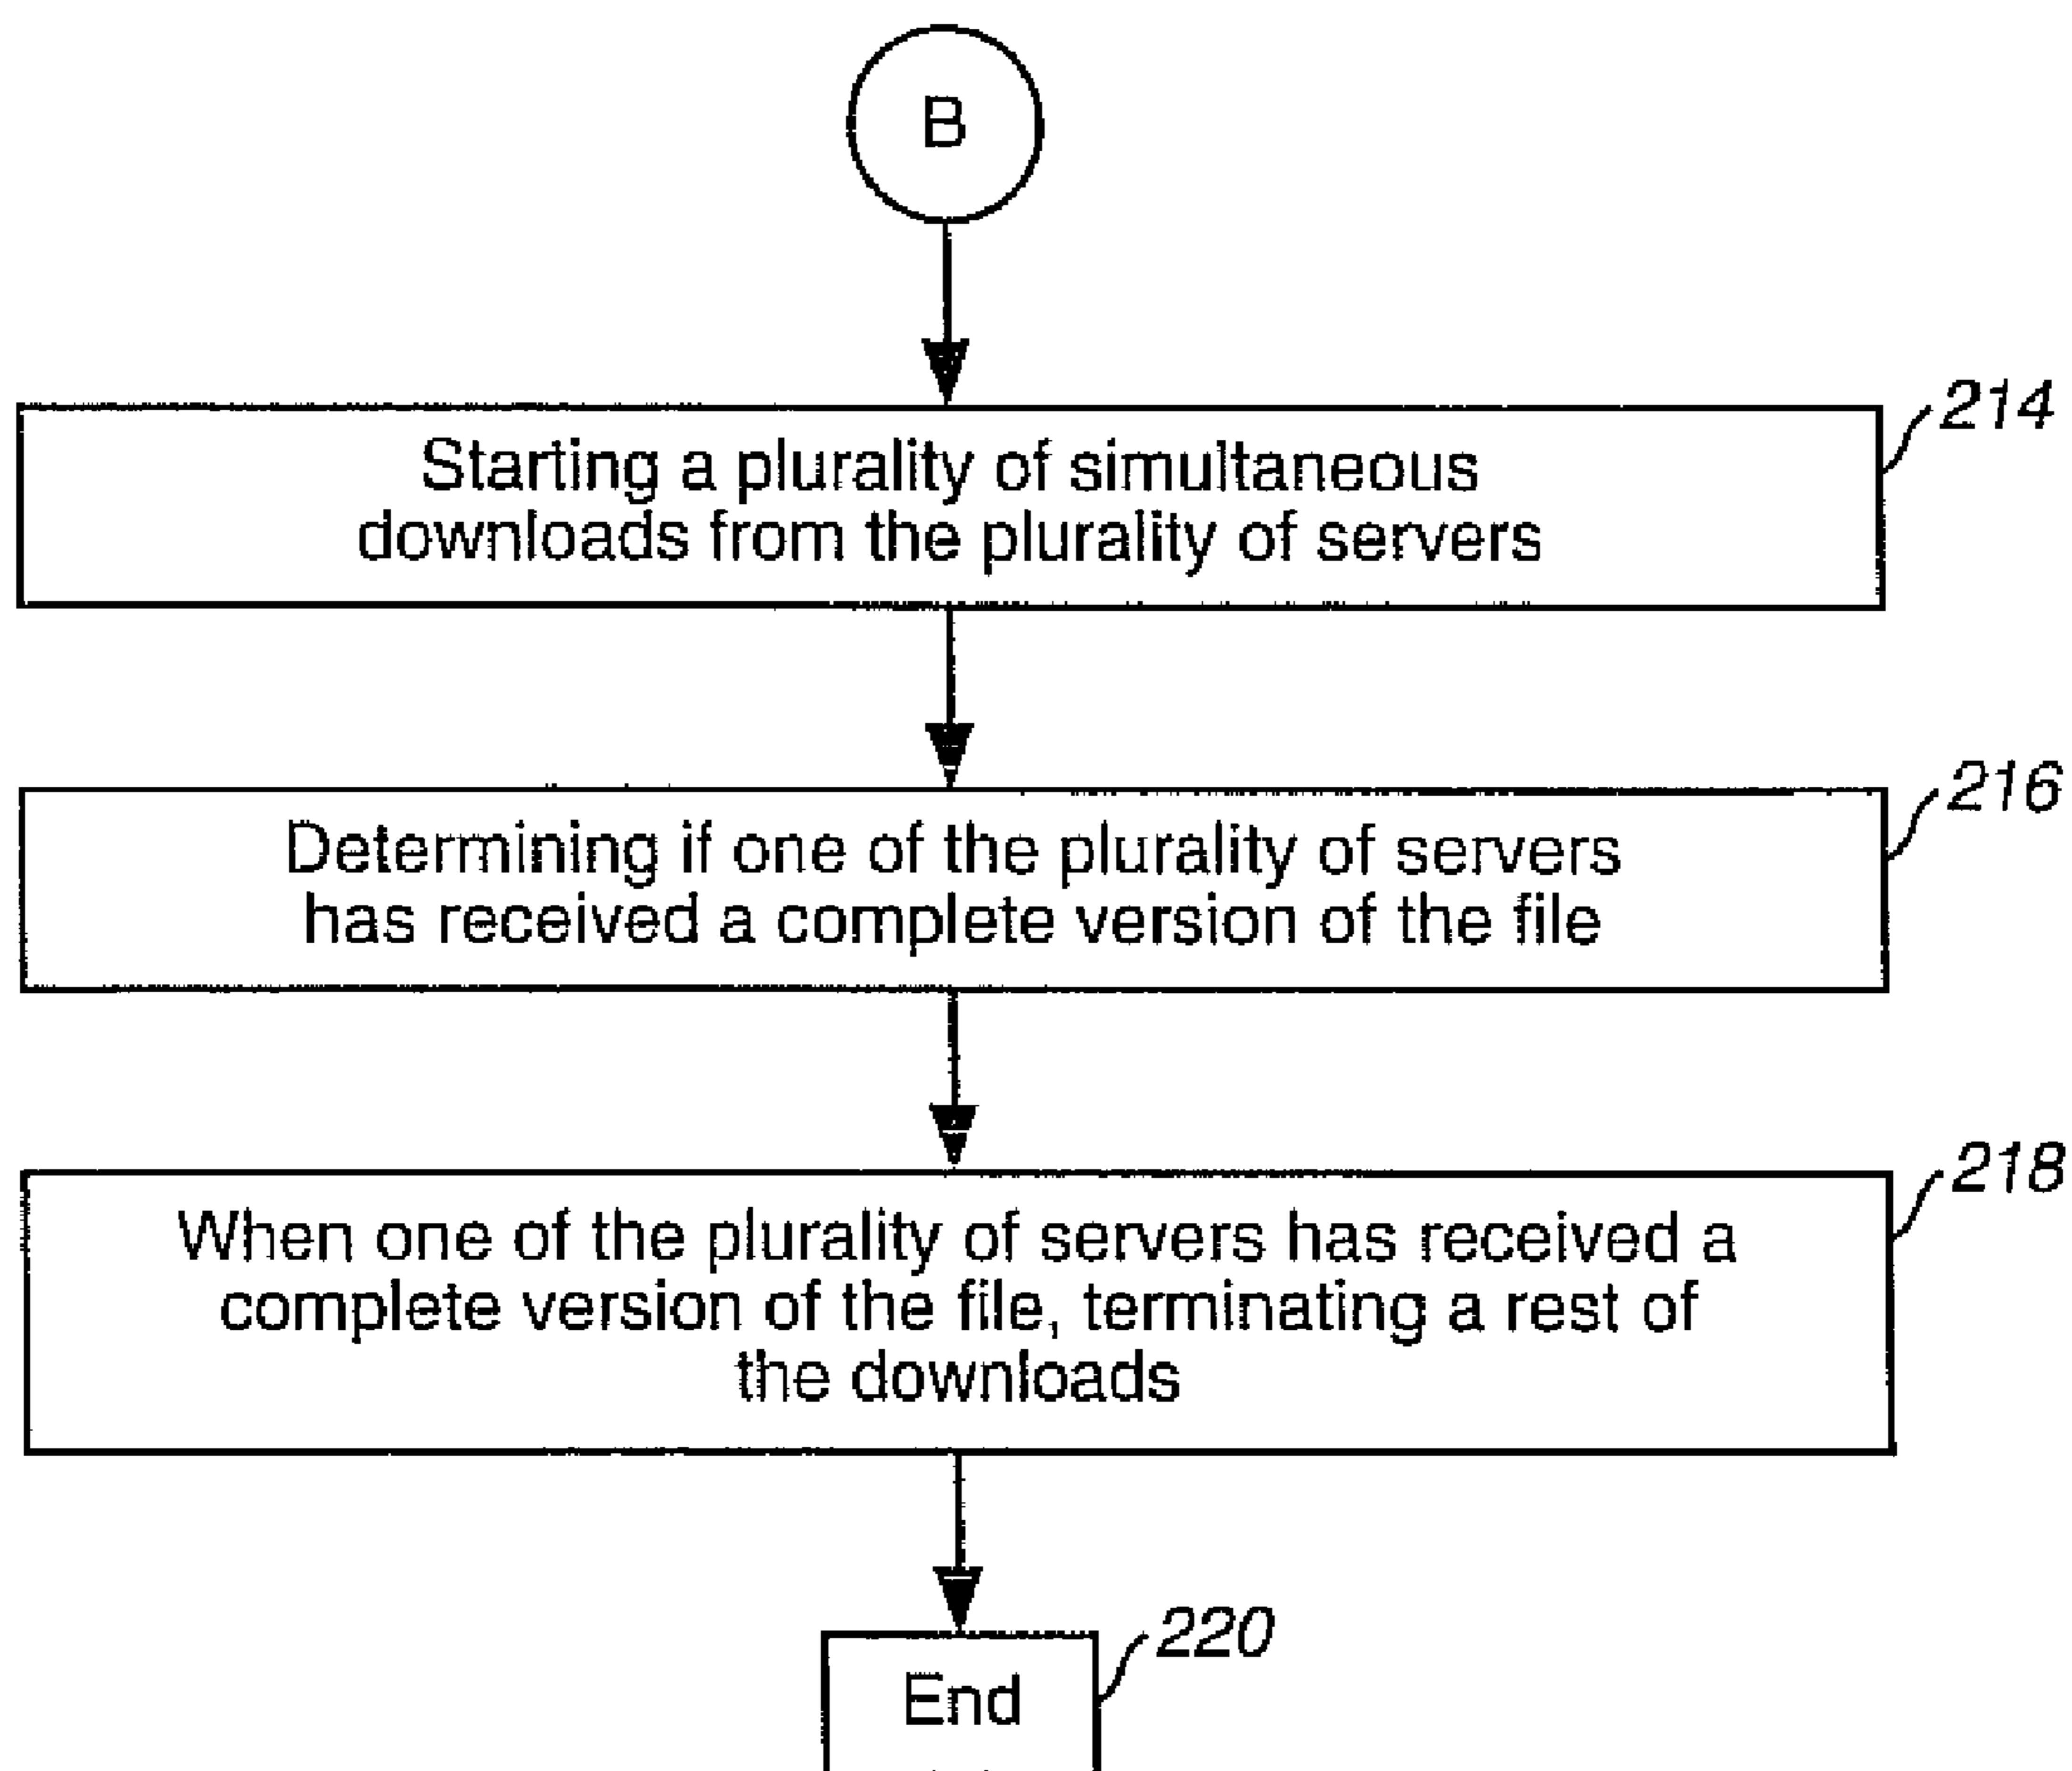 B
214
Starting a plurality of simultaneous
downloads from the plurality of servers
216
Determining if one of the plurality of servers
has received a complete version of the file
218
When one of the plurality of servers has received a
complete version of the file, terminating a rest of
the downloads
220
End